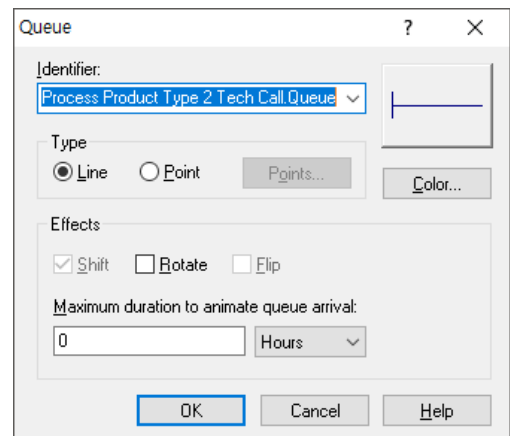 Queue ? ×
Identifier:
Process Product Type 2 Tech Call.Queue
Type
Line Point Points...
Color...
Effects
Shift Rotate Flip
Maximum duration to animate queue arrival:
0 Hours
OK Cancel Help